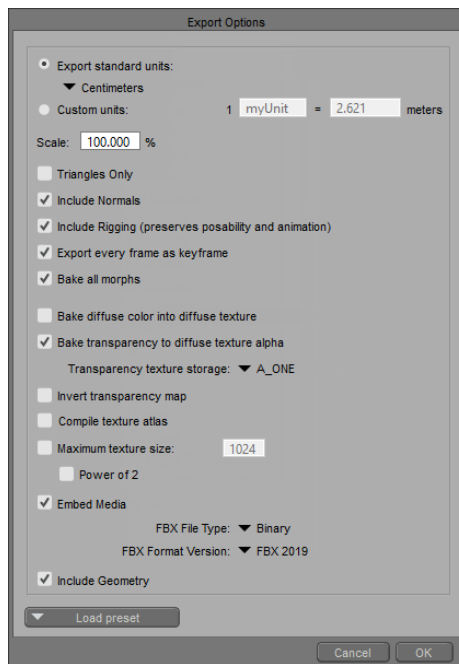 Export Options
Export standard units:
Centimeters
Custom units: 1 myUnit = 2.621 meters
Scale: 100.000 %
Triangles Only
Include Normals
Include Rigging (preserves posability and animation)
Export every frame as keyframe
Bake all morphs
Bake diffuse color into diffuse texture
Bake transparency to diffuse texture alpha
Transparency texture storage: A_ONE
Invert transparency map
Compile texture atlas
Maximum texture size: 1024
Power of 2
Embed Media
FBX File Type: Binary
FBX Format Version: FBX 2019
Include Geometry
Load preset
Cancel OK